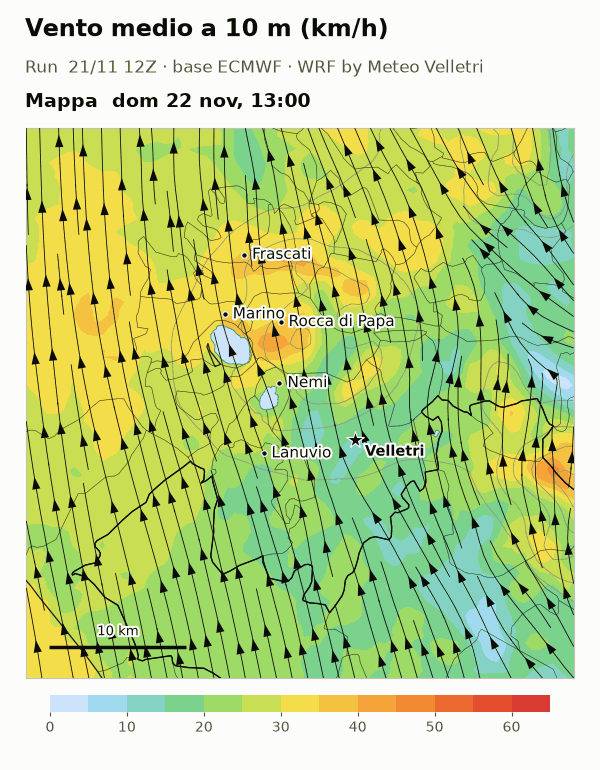 Vento medio a 10 m (km/h)
Run  21/11 12Z · base ECMWF · WRF by Meteo Velletri
Mappa  dom 22 nov, 13:00
Frascati
Marino
Rocca di Papa
Nemi
Velletri
Lanuvio
10 km
0 10 20 30 40 50 60